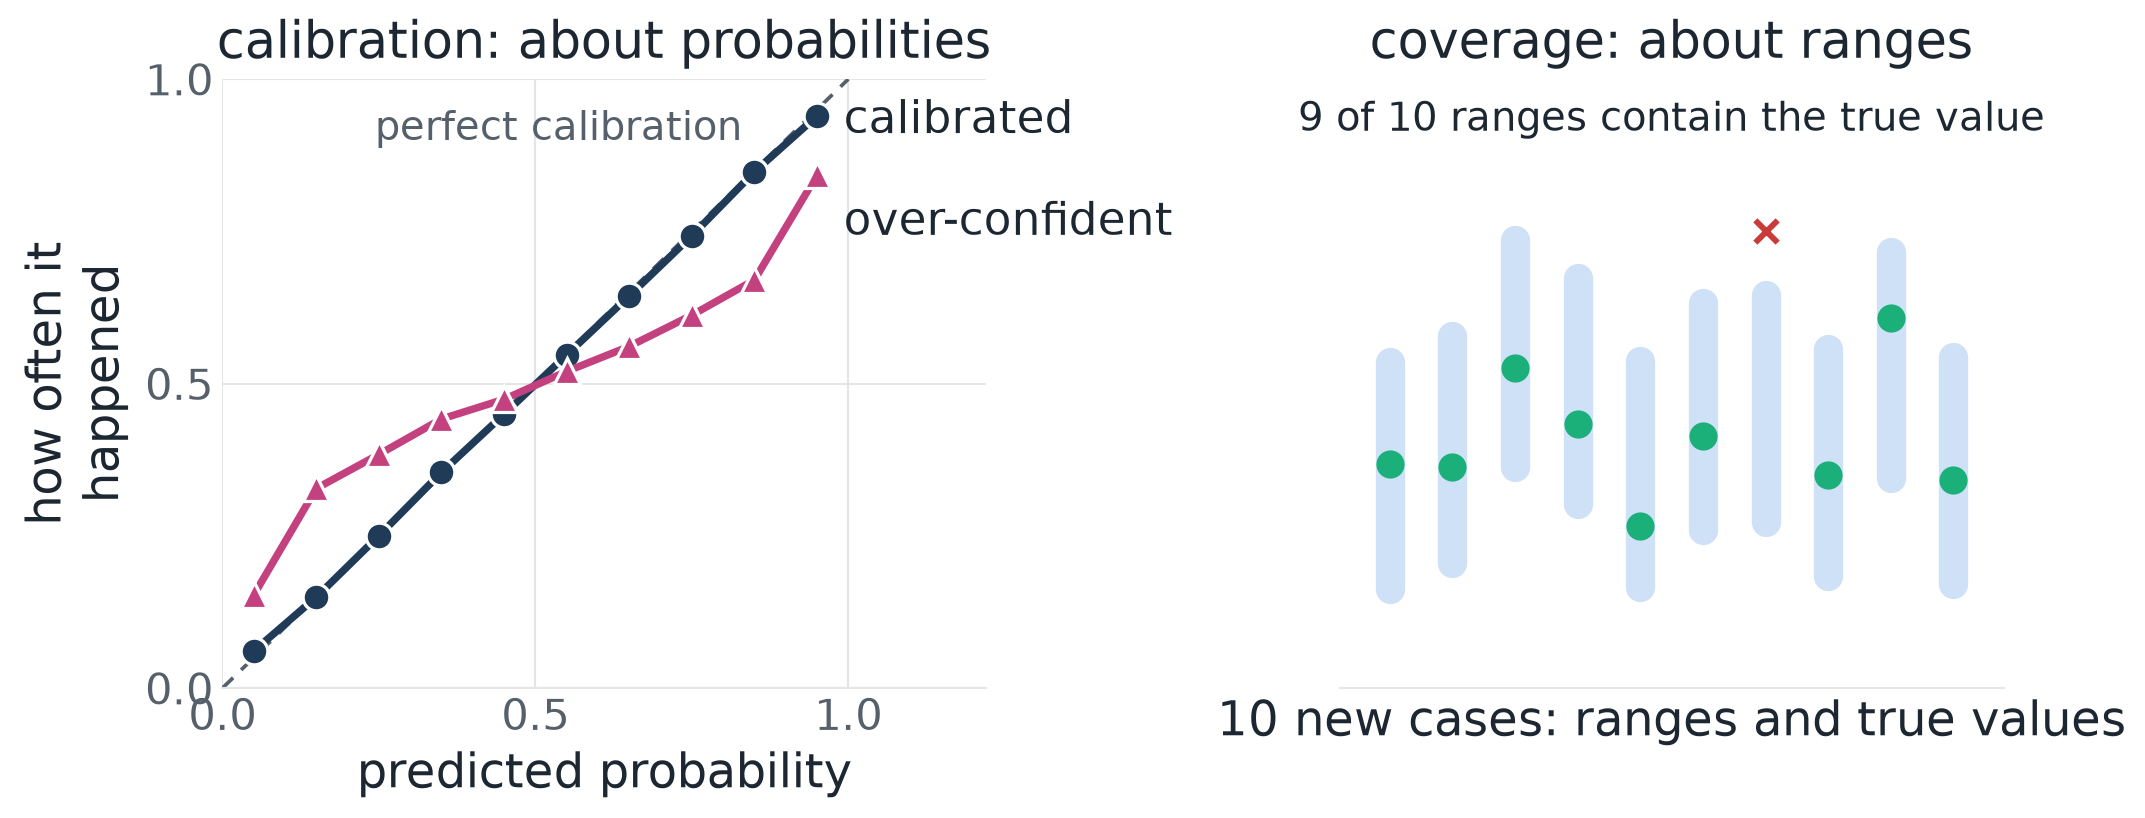 calibration: about probabilities
1.0
perfect calibration
calibrated
over-confident
how often it
happened
0.5
0.0
0.0
0.5
1.0
predicted probability
coverage: about ranges
9 of 10 ranges contain the true value
10 new cases: ranges and true values